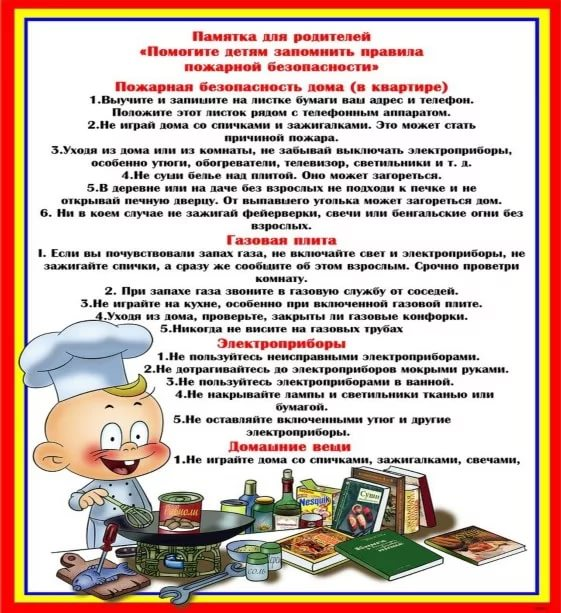 Памятка для родителей
«Помогите детям запомнить правила
пожарной безопасности»
Пожарная безопасность дома (в квартире)
1.Выучите и запишите на листке бумаги ваш адрес и телефон.
Положите этот листок рядом с телефонным аппаратом.
2.Не играй дома со спичками и зажигалками. Это может стать
причиной пожара.
3.Уходя из дома или из комнаты, не забывай выключать электроприборы,
особенно утюги, обогреватели, телевизор, светильники и т. д.
4.Не суши белье над плитой. Оно может загореться.
5.В деревне или на даче без взрослых не подходи к печке и не
открывай печную дверцу. От выпавшего уголька может загореться дом.
6. Ни в коем случае не зажигай фейерверки, свечи или бенгальские огни без
взрослых.
Газовая плита
1. Если вы почувствовали запах газа, не включайте свет и электроприборы, не
зажигайте спички, а сразу же сообщите об этом взрослым. Срочно проветри
комнату.
2. При запахе газа звоните в газовую службу от соседей.
3.Не играйте на кухне, особенно при включенной газовой плите.
4.Уходя из дома, проверьте, закрыты ли газовые конфорки.
5.Никогда не висите на газовых трубах
Электроприборы
1.Не пользуйтесь неисправными электроприборами.
2.Не дотрагивайтесь до электроприборов мокрыми руками.
3.Не пользуйтесь электроприборами в ванной.
4.Не накрывайте лампы и светильники тканью или
бумагой.
5.Не оставляйте включенными утюг и другие
электроприборы.
Домашние вещи
1.Не играйте дома со спичками, зажигалками, свечами,
Nesquik
Суши
соль